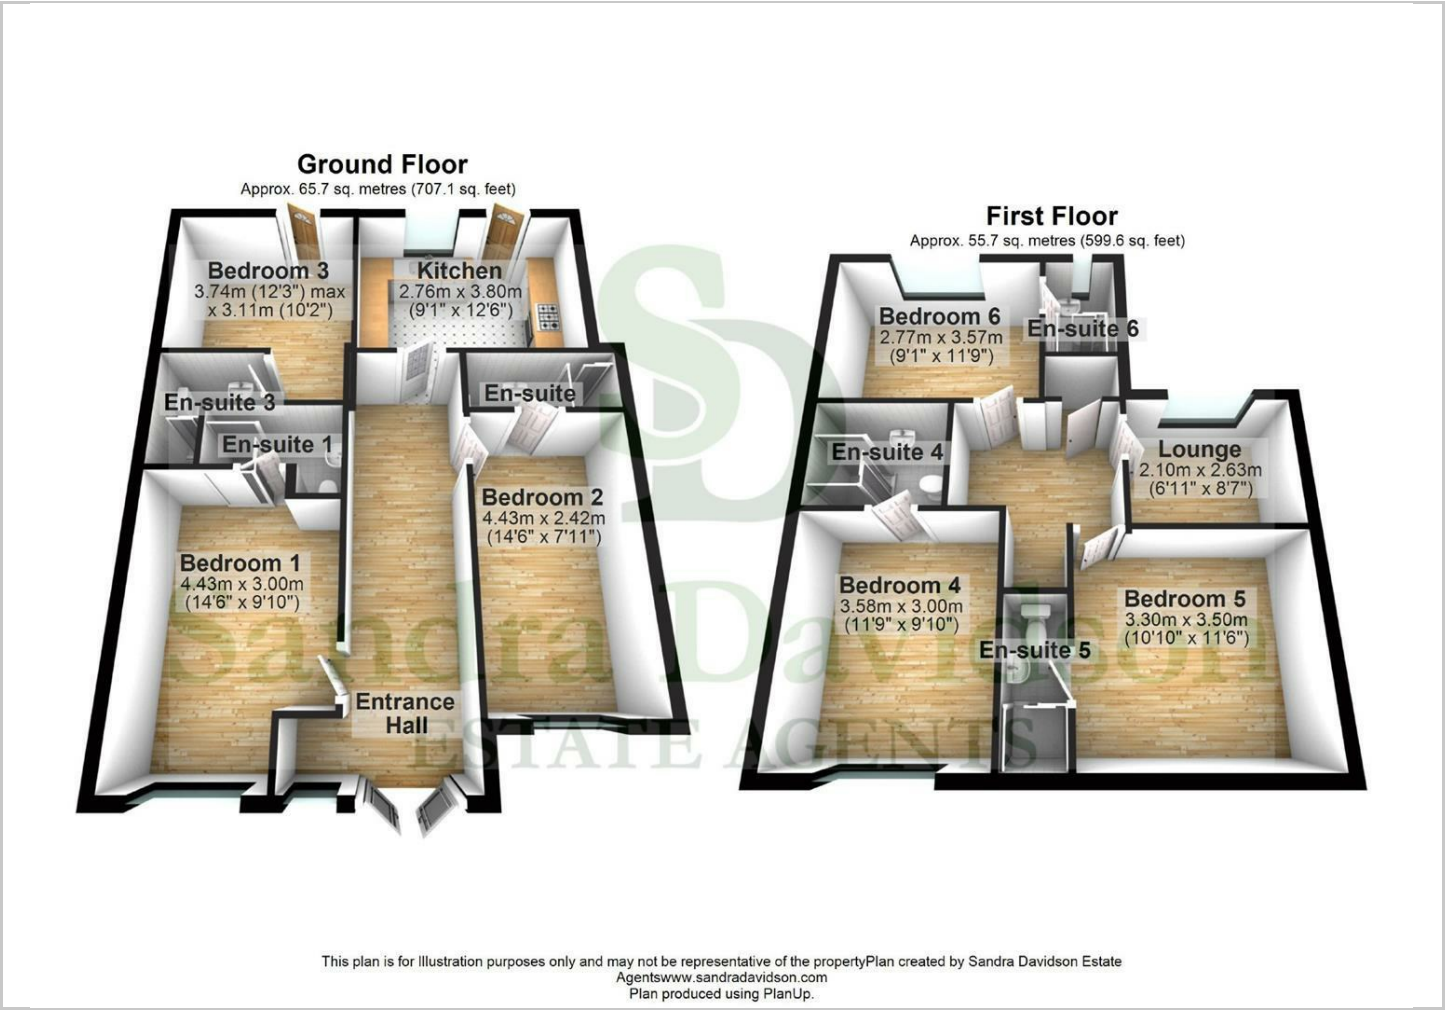 Ground Floor
Approx. 65.7 sq. metres (707.1 sq. feet)
Bedroom 3
3.74m (12'3") max
x 3.11m (10'2")
Kitchen
2.76m x 3.80m
(9'1" x 12'6")
En-suite 3
En-suite 1
En-suite
Bedroom 1
4.43m x 3.00m
(14'6" x 9'10")
Bedroom 2
4.43m x 2.42m
(14'6" x 7'11")
Entrance
Hall
First Floor
Approx. 55.7 sq. metres (599.6 sq. feet)
Bedroom 6
2.77m x 3.57m
(9'1" x 11'9")
En-suite 6
En-suite 4
Lounge
2.10m x 2.63m
(6'11" x 8'7")
Bedroom 4
3.58m x 3.00m
(11'9" x 9'10")
En-suite 5
Bedroom 5
3.30m x 3.50m
(10'10" x 11'6")
SD
Sandra Davidson
ESTATE AGENTS
This plan is for Illustration purposes only and may not be representative of the propertyPlan created by Sandra Davidson Estate
Agentswww.sandradavidson.com
Plan produced using PlanUp.